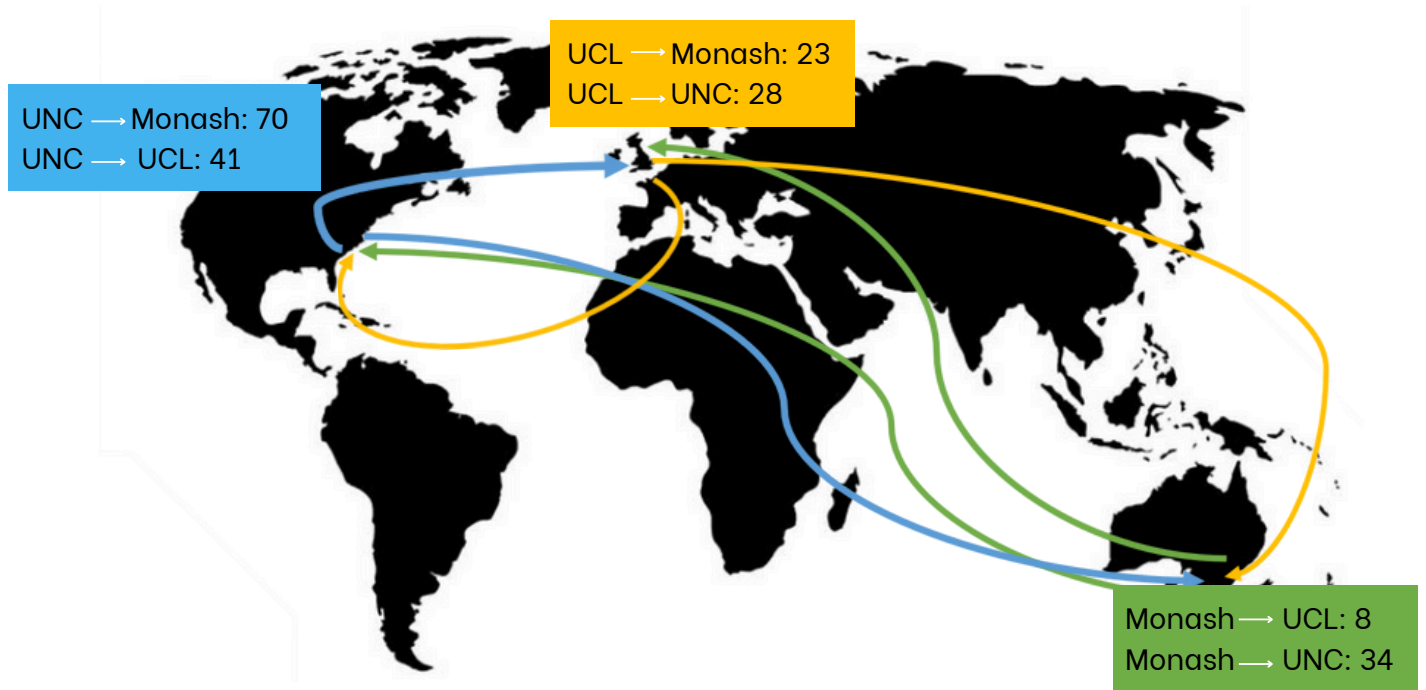 UCL → Monash: 23
UCL → UNC: 28
UNC → Monash: 70
UNC → UCL: 41
Monash → UCL: 8
Monash → UNC: 34